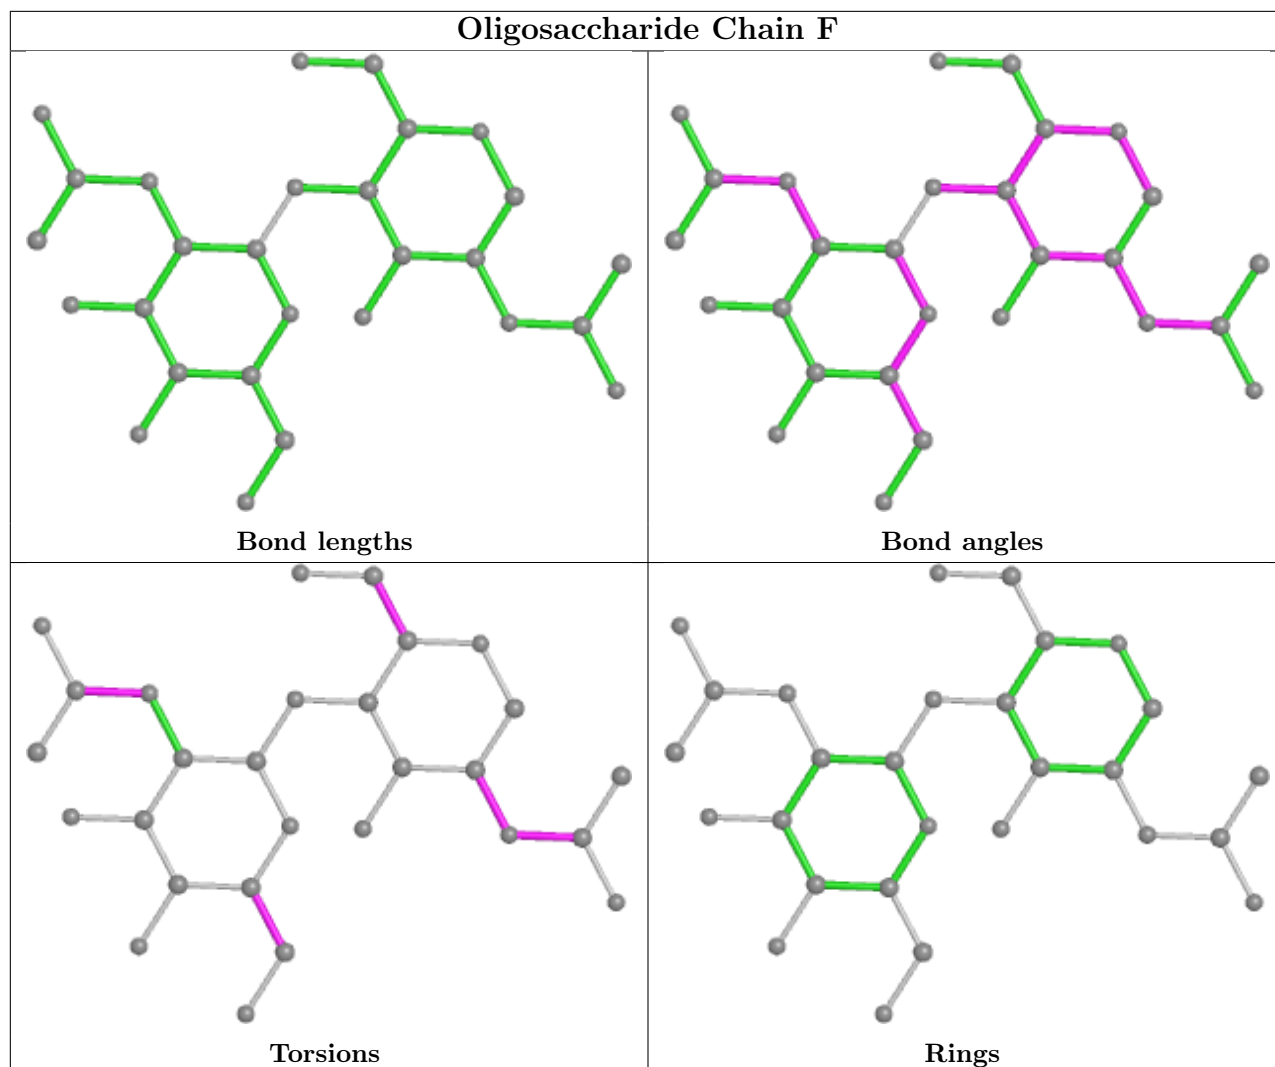 Oligosaccharide Chain F
Bond lengths
Bond angles
Torsions
Rings